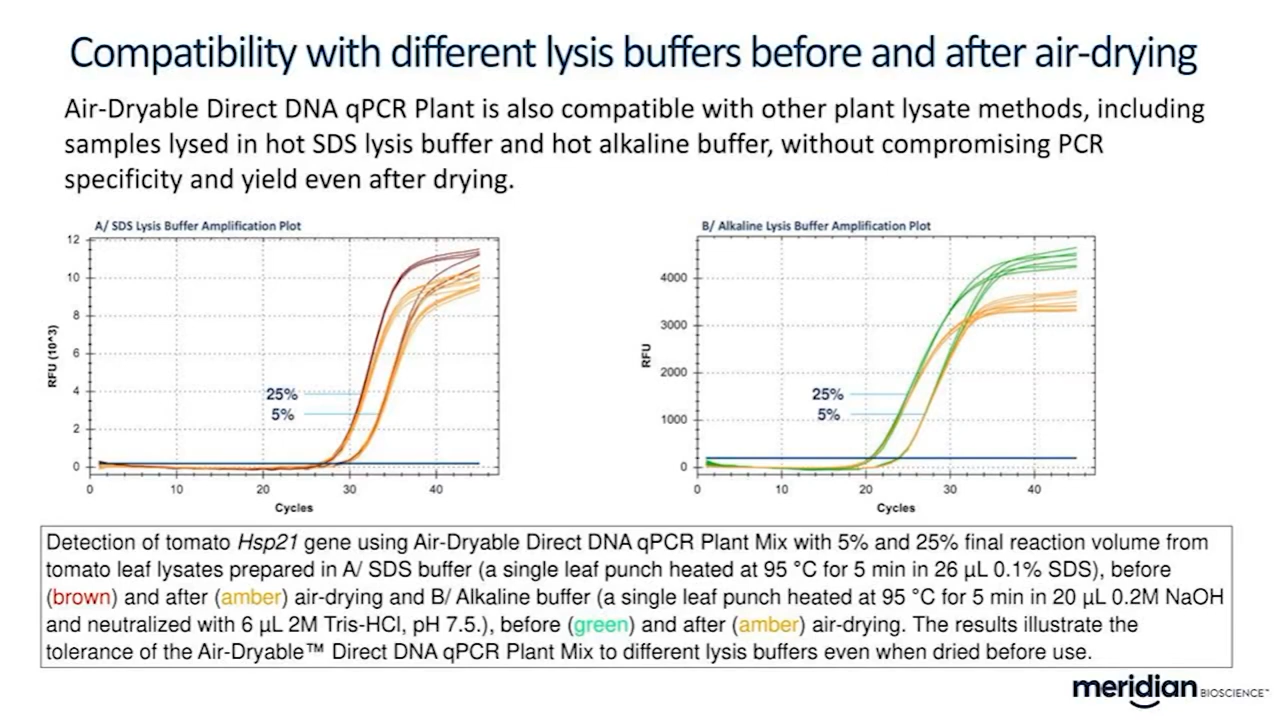 Compatibility with different lysis buffers before and after air-drying
Air-Dryable Direct DNA qPCR Plant is also compatible with other plant lysate methods, including
samples lysed in hot SDS lysis buffer and hot alkaline buffer, without compromising PCR
specificity and yield even after drying.
A/ SDS Lysis Buffer Amplification Plot
12
10
8
6
4
2
0
RFU (10^3)
25%
5%
0 10 20 30 40
Cycles
B/ Alkaline Lysis Buffer Amplification Plot
4000
3000
2000
1000
0
RFU
25%
5%
0 10 20 30 40
Cycles
Detection of tomato Hsp21 gene using Air-Dryable Direct DNA qPCR Plant Mix with 5% and 25% final reaction volume from
tomato leaf lysates prepared in A/ SDS buffer (a single leaf punch heated at 95 °C for 5 min in 26 µL 0.1% SDS), before
(brown) and after (amber) air-drying and B/ Alkaline buffer (a single leaf punch heated at 95 °C for 5 min in 20 µL 0.2M NaOH
and neutralized with 6 µL 2M Tris-HCl, pH 7.5.), before (green) and after (amber) air-drying. The results illustrate the
tolerance of the Air-Dryable™ Direct DNA qPCR Plant Mix to different lysis buffers even when dried before use.
meridian BIOSCIENCE™